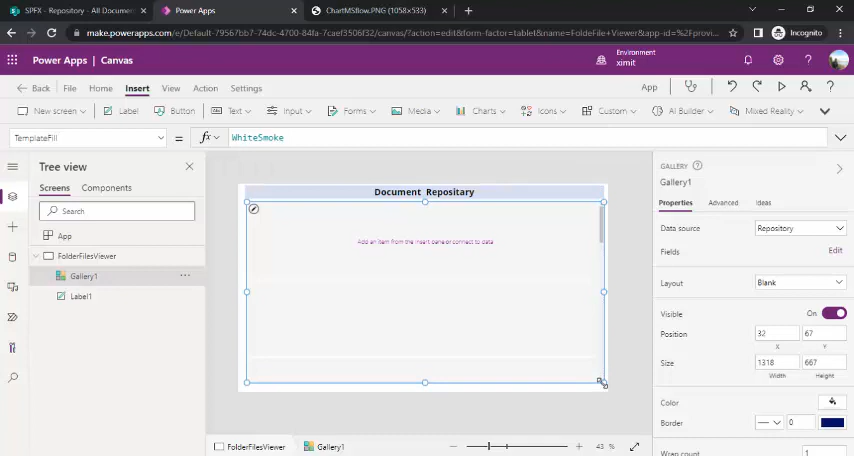 SPFX - Repository - All Documen
Power Apps
ChartMSflow.PNG (1058×533)
make.powerapps.com/e/Default-79567bb7-74dc-4700-81c4-7caef3506f32/canvas/?action=edit&form-factor=tablet&name=FoldeFile+Viewer&app-id=%2Fprovi...
Incognito
Power Apps | Canvas
Environment
ximit
Back File Home Insert View Action Settings App
New screen Label Button Text Input Forms Media Charts Icons Custom AI Builder Mixed Reality
TemplateFill = fx WhiteSmoke
Tree view
Screens Components
Search
App
FolderFilesViewer
Gallery1 ...
Label1
Document Repositary
Add an item from the insert pane or connect to data
FolderFilesViewer Gallery1 43 %
GALLERY
Gallery1
Properties Advanced Ideas
Data source Repository
Fields Edit
Layout Blank
Visible On
Position 32 67
X Y
Size 1318 667
Width Height
Color
Border 0
Wrap count 1